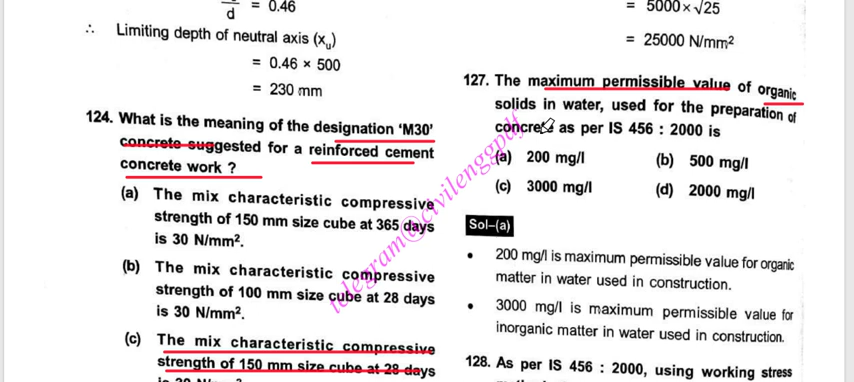 d = 0.46
∴ Limiting depth of neutral axis (xu)
= 0.46 × 500
= 230 mm
124. What is the meaning of the designation ‘M30’
concrete suggested for a reinforced cement
concrete work ?
(a) The mix characteristic compressive
strength of 150 mm size cube at 365 days
is 30 N/mm².
(b) The mix characteristic compressive
strength of 100 mm size cube at 28 days
is 30 N/mm².
(c) The mix characteristic compressive
strength of 150 mm size cube at 28 days
= 5000×√25
= 25000 N/mm²
127. The maximum permissible value of organic
solids in water, used for the preparation of
concrete as per IS 456 : 2000 is
(a) 200 mg/l (b) 500 mg/l
(c) 3000 mg/l (d) 2000 mg/l
Sol–(a)
• 200 mg/l is maximum permissible value for organic
matter in water used in construction.
• 3000 mg/l is maximum permissible value for
inorganic matter in water used in construction.
128. As per IS 456 : 2000, using working stress
telegram@civilenggpdf